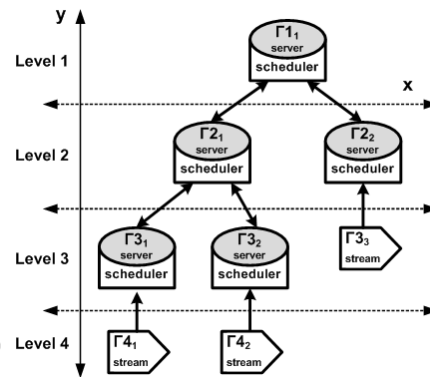 y
Γ1₁
server
scheduler
Level 1
x
Γ2₁
server
scheduler
Γ2₂
server
scheduler
Level 2
Γ3₁
server
scheduler
Γ3₂
server
scheduler
Γ3₃
stream
Level 3
Γ4₁
stream
Γ4₂
stream
Level 4